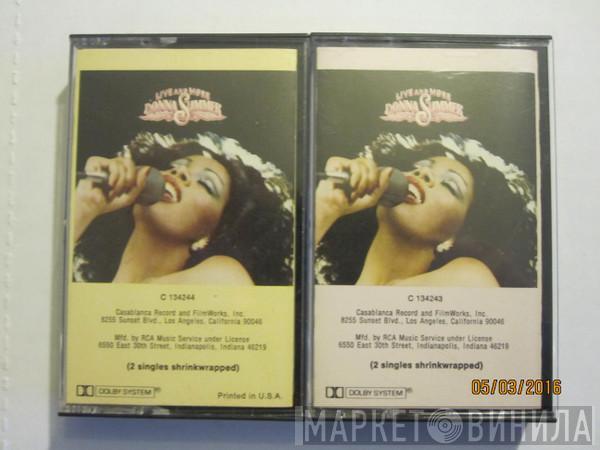 LIVE AND MORE
DONNA SUMMER
C 134244
Casablanca Record and FilmWorks, Inc.
8255 Sunset Blvd., Los Angeles, California 90046
Mfd. by RCA Music Service under License
6550 East 30th Street, Indianapolis, Indiana 46219
(2 singles shrinkwrapped)
DOLBY SYSTEM®
Printed in U.S.A.
LIVE AND MORE
DONNA SUMMER
C 134243
Casablanca Record and FilmWorks, Inc.
8255 Sunset Blvd., Los Angeles, California 90046
Mfd. by RCA Music Service under License
6550 East 30th Street, Indianapolis, Indiana 46219
(2 singles shrinkwrapped)
DOLBY SYSTEM®
05/03/2016
МАРКЕТ ВИНИЛА